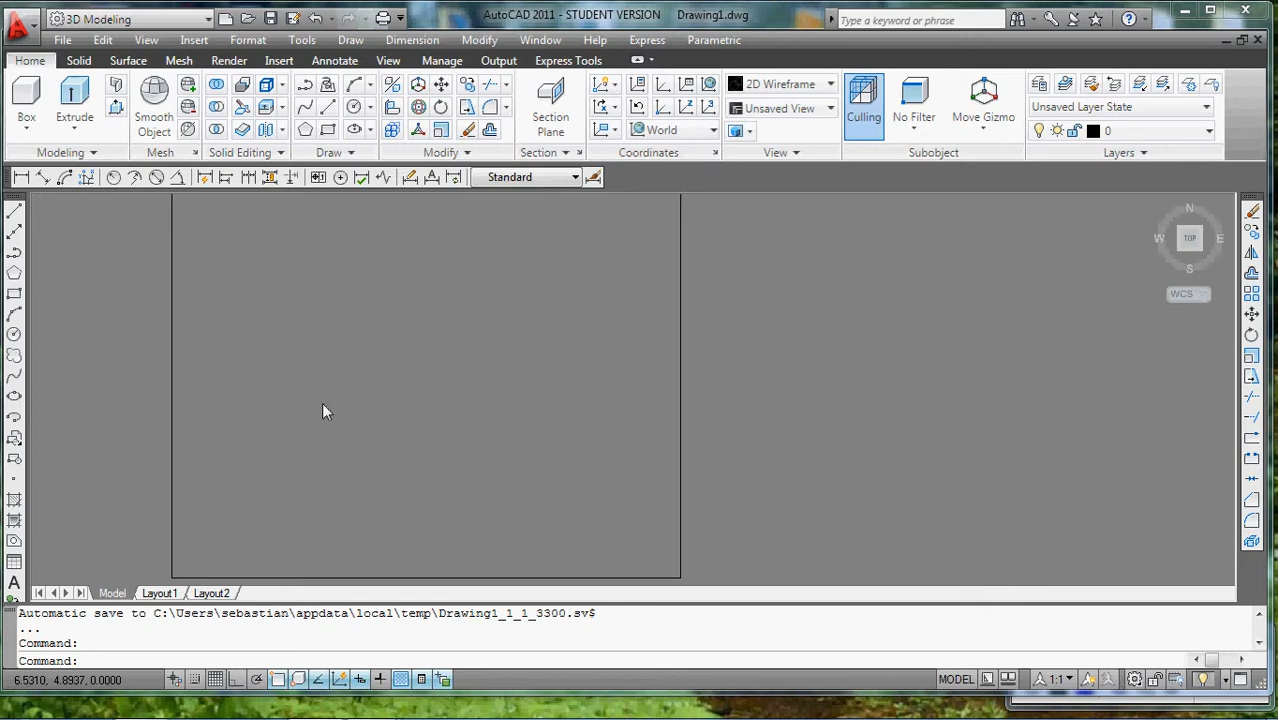 3D Modeling
AutoCAD 2011 - STUDENT VERSION Drawing1.dwg
Type a keyword or phrase
File Edit View Insert Format Tools Draw Dimension Modify Window Help Express Parametric
Home Solid Surface Mesh Render Insert Annotate View Manage Output Express Tools
Box
Extrude
Smooth
Object
Section
Plane
2D Wireframe
Unsaved View
World
Culling
No Filter
Move Gizmo
Unsaved Layer State
0
Modeling Mesh Solid Editing Draw Modify Section Coordinates View Subobject Layers
Standard
N
W TOP E
S
WCS
A
Model Layout1 Layout2
Automatic save to C:\Users\sebastian\appdata\local\temp\Drawing1_1_1_3300.sv$
...
Command:
Command:
6.5310, 4.8937, 0.0000
MODEL
1:1